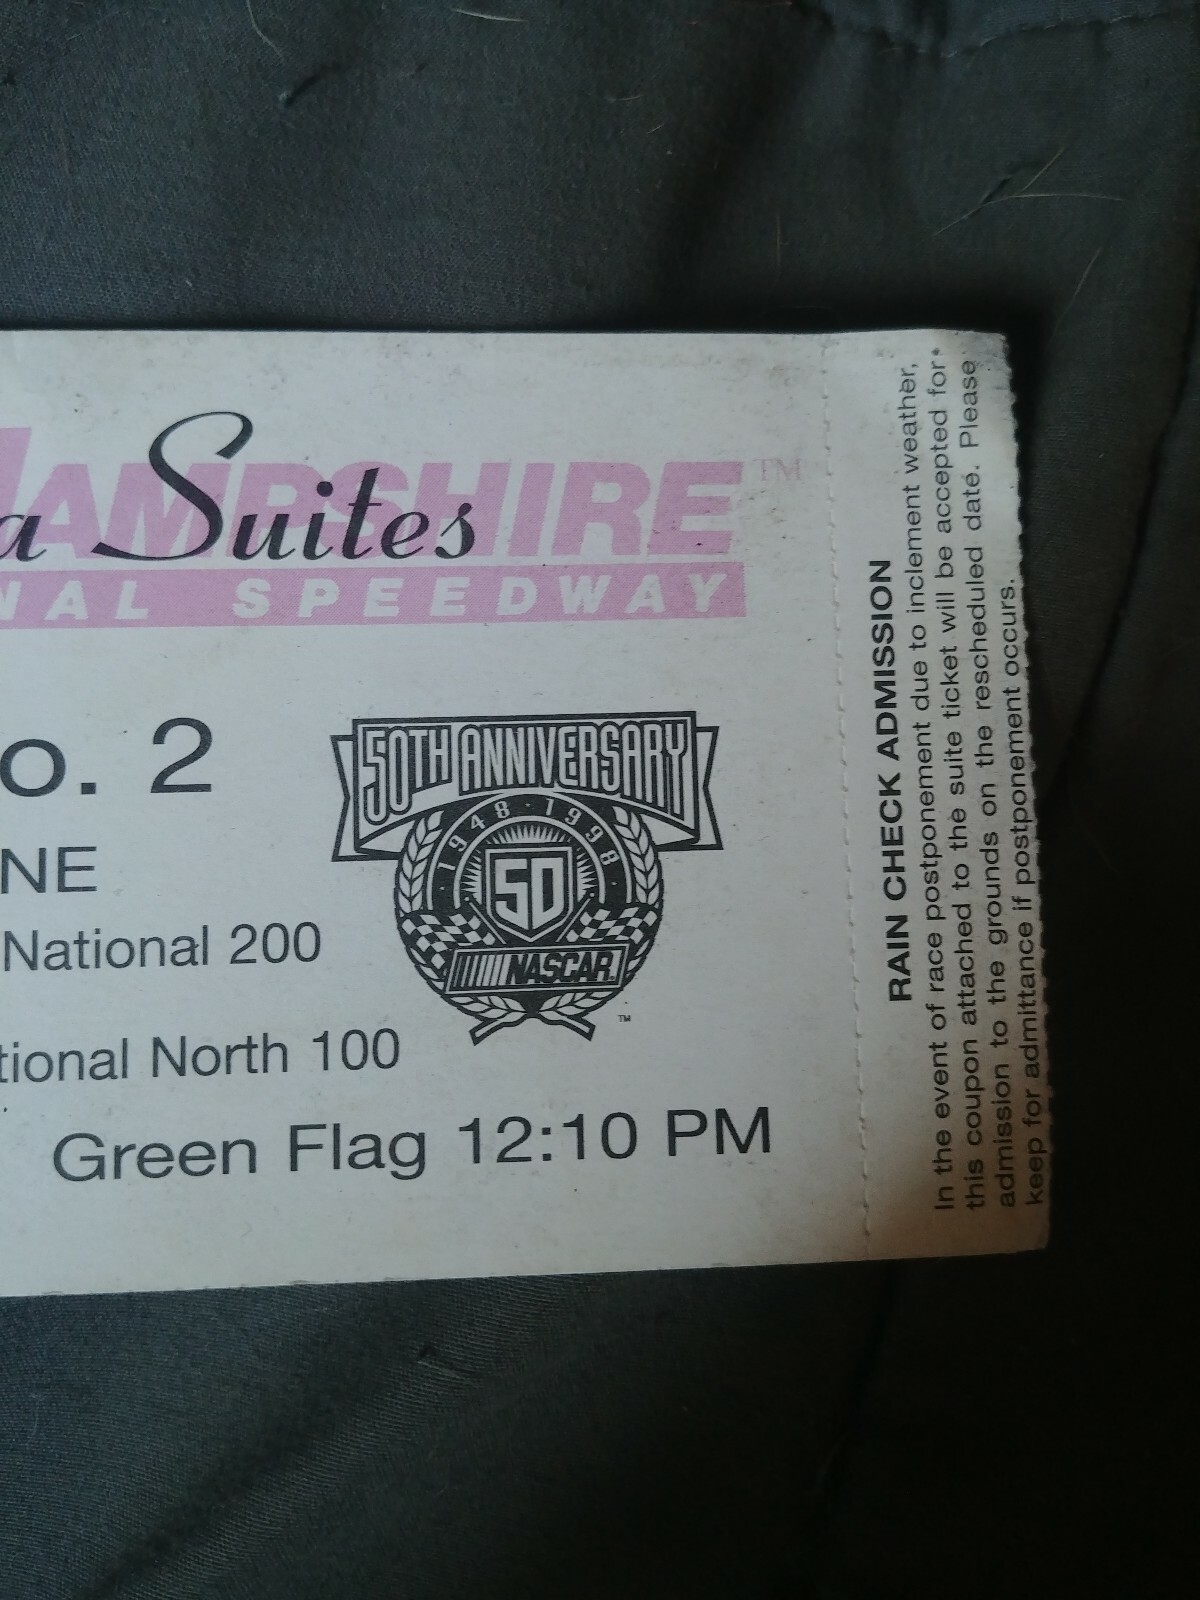 HAMPSHIRE TM
a Suites
NAL SPEEDWAY
o. 2
NE
National 200
tional North 100
Green Flag 12:10 PM
50TH ANNIVERSARY
1948 · 1998
50
NASCAR
TM
RAIN CHECK ADMISSION
In the event of race postponement due to inclement weather,
this coupon attached to the suite ticket will be accepted for
admission to the grounds on the rescheduled date. Please
keep for admittance if postponement occurs.